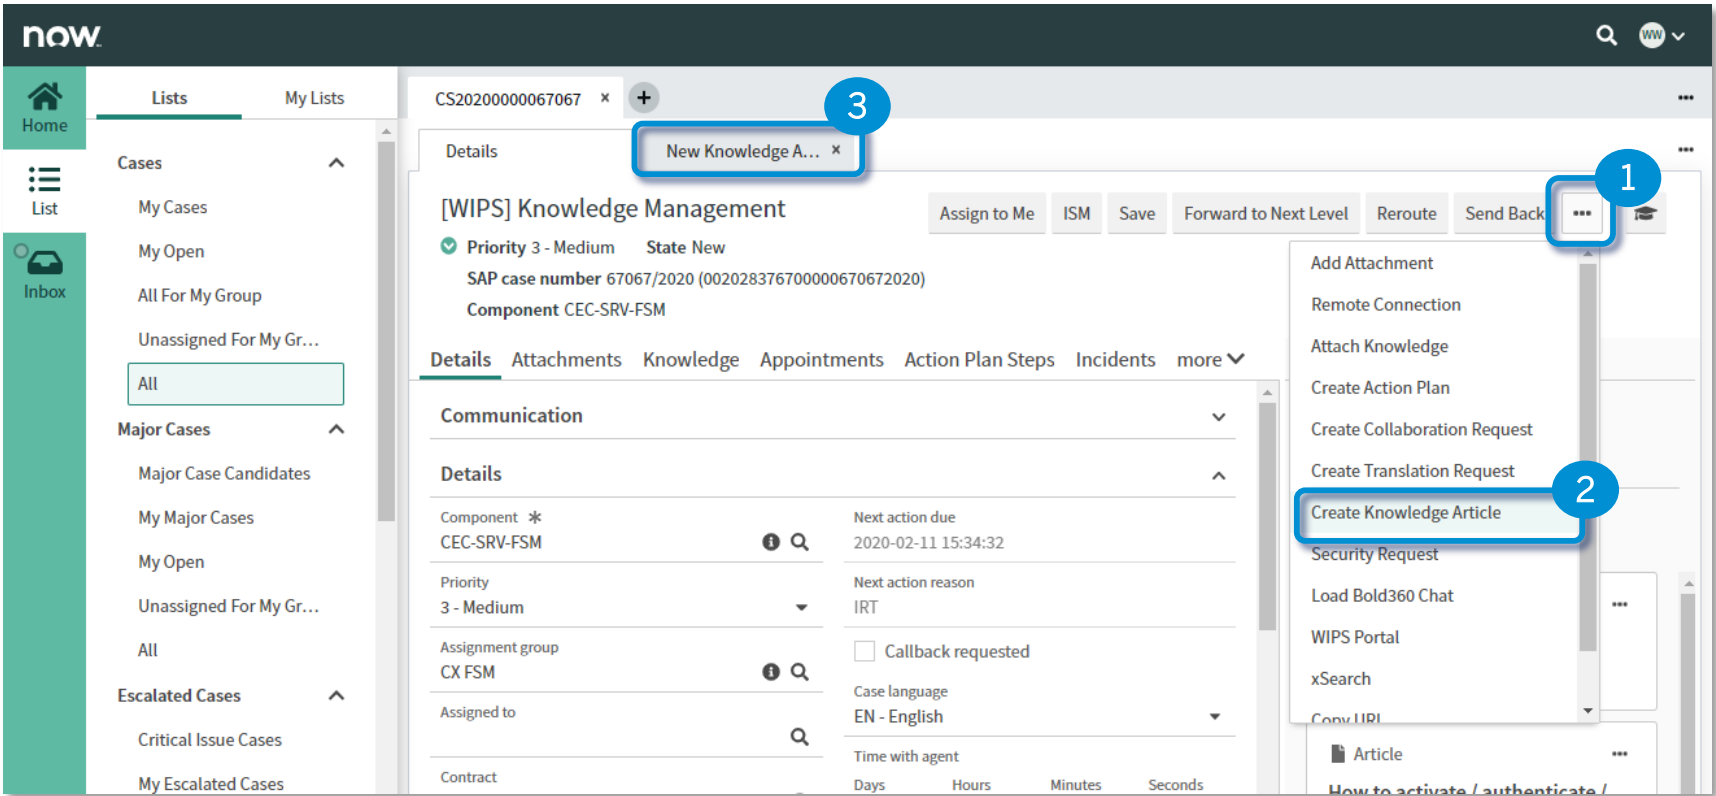 now.
WW
Home
List
Inbox
Lists
My Lists
Cases
My Cases
My Open
All For My Group
Unassigned For My Gr...
All
Major Cases
Major Case Candidates
My Major Cases
My Open
Unassigned For My Gr...
All
Escalated Cases
Critical Issue Cases
My Escalated Cases
CS20200000067067 ×
+
3
Details
New Knowledge A... ×
1
[WIPS] Knowledge Management
Assign to Me
ISM
Save
Forward to Next Level
Reroute
Send Back
Priority 3 - Medium State New
SAP case number 67067/2020 (002028376700000670672020)
Component CEC-SRV-FSM
Details Attachments Knowledge Appointments Action Plan Steps Incidents more
Communication
Details
Component *
CEC-SRV-FSM
Priority
3 - Medium
Assignment group
CX FSM
Assigned to
Contract
Next action due
2020-02-11 15:34:32
Next action reason
IRT
Callback requested
Case language
EN - English
Time with agent
Days Hours Minutes Seconds
Add Attachment
Remote Connection
Attach Knowledge
Create Action Plan
Create Collaboration Request
Create Translation Request
2
Create Knowledge Article
Security Request
Load Bold360 Chat
WIPS Portal
xSearch
Copy URL
Article
How to activate / authenticate /